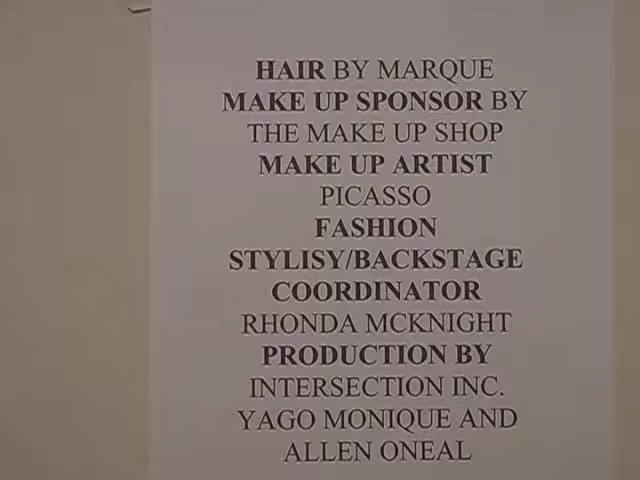 HAIR BY MARQUE
MAKE UP SPONSOR BY
THE MAKE UP SHOP
MAKE UP ARTIST
PICASSO
FASHION
STYLISY/BACKSTAGE
COORDINATOR
RHONDA MCKNIGHT
PRODUCTION BY
INTERSECTION INC.
YAGO MONIQUE AND
ALLEN ONEAL